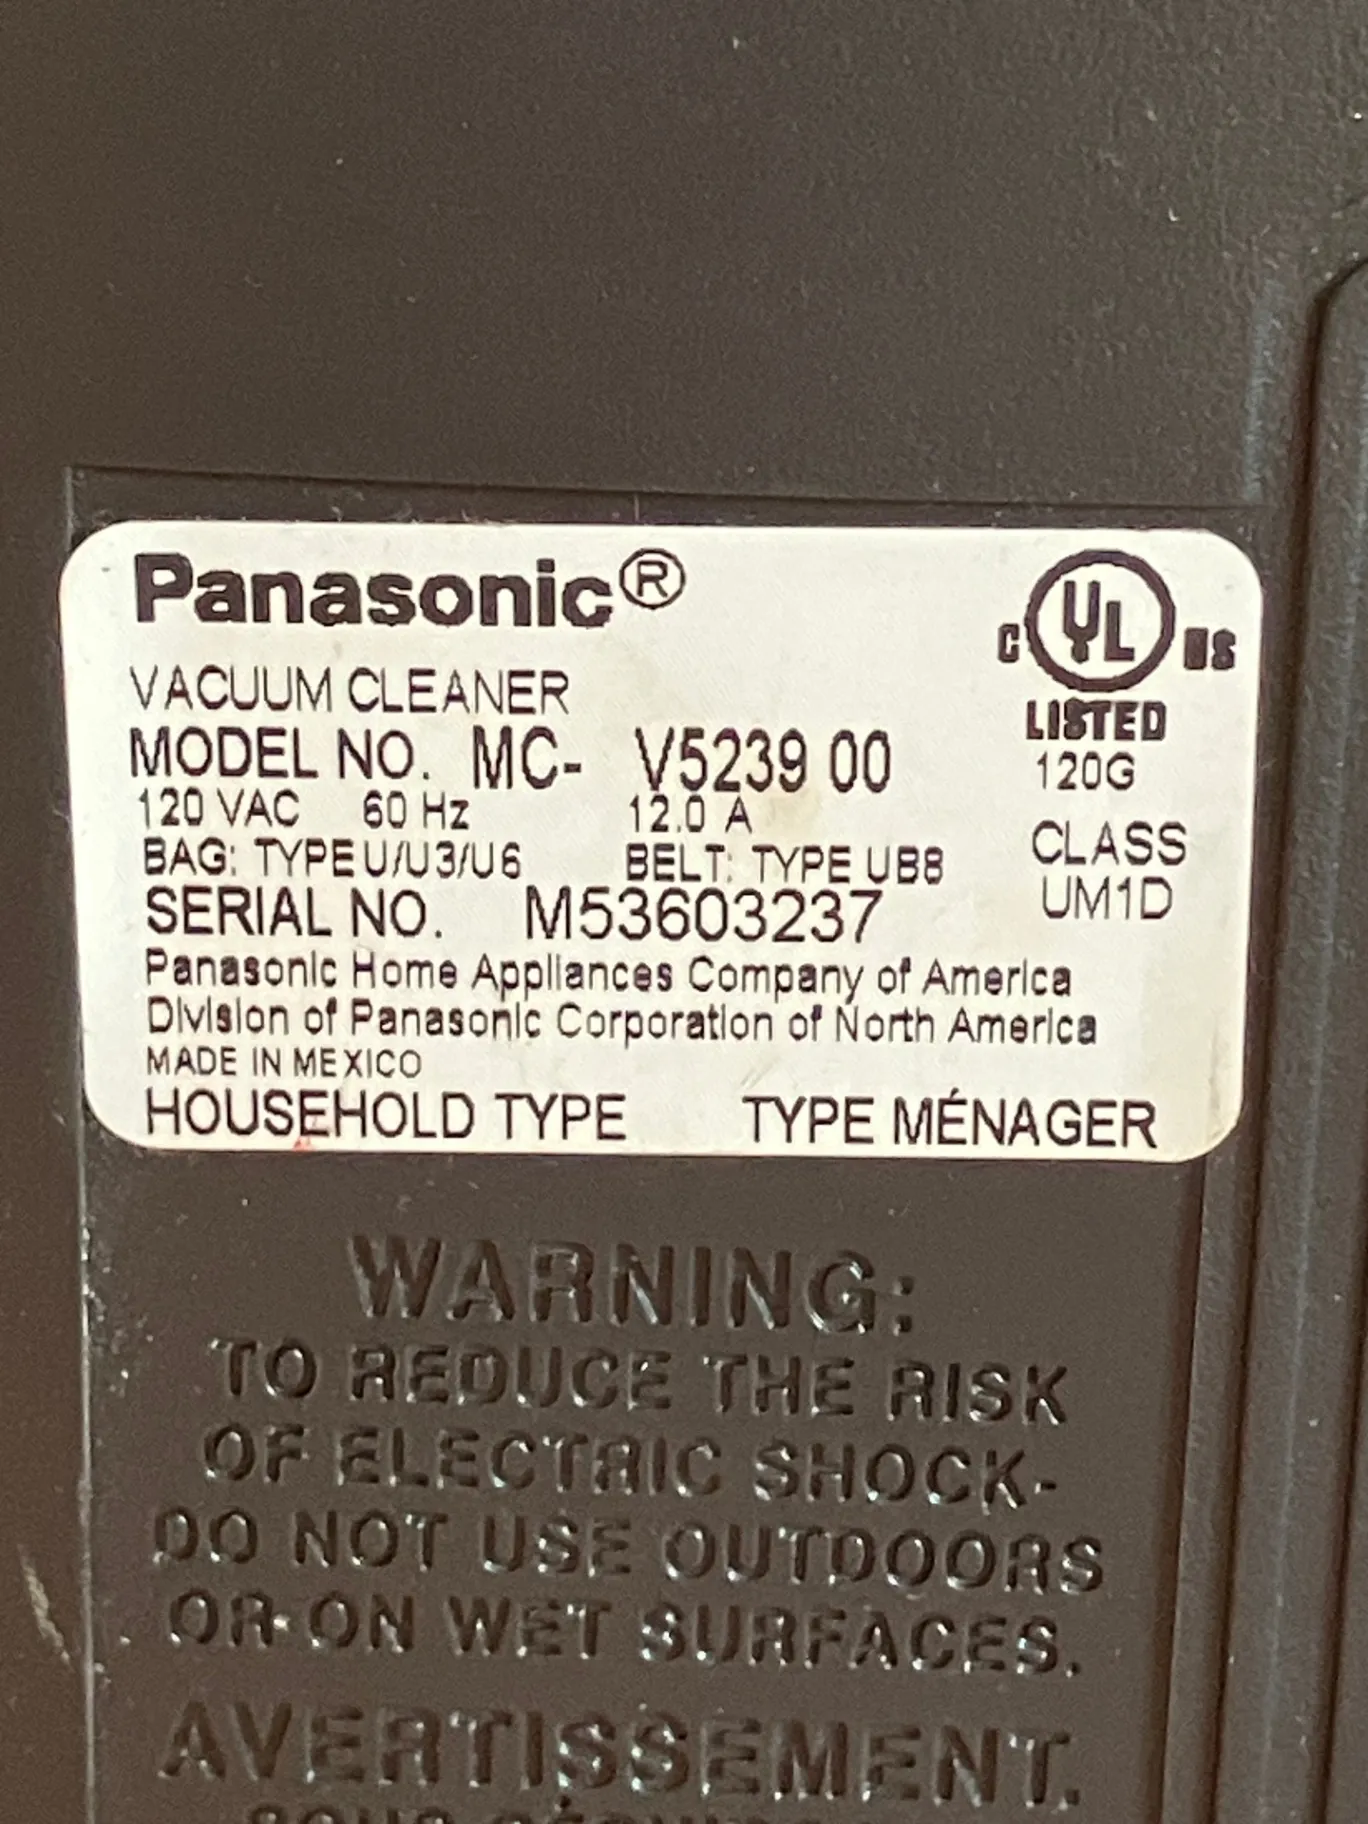 Panasonic®
C UL US
LISTED
120G
CLASS
UM1D
VACUUM CLEANER
MODEL NO. MC- V5239 00
120 VAC 60 Hz 12.0 A
BAG: TYPE U/U3/U6 BELT: TYPE UB8
SERIAL NO. M53603237
Panasonic Home Appliances Company of America
Division of Panasonic Corporation of North America
MADE IN MEXICO
HOUSEHOLD TYPE TYPE MÉNAGER
WARNING:
TO REDUCE THE RISK
OF ELECTRIC SHOCK-
DO NOT USE OUTDOORS
OR ON WET SURFACES.
AVERTISSEMENT.